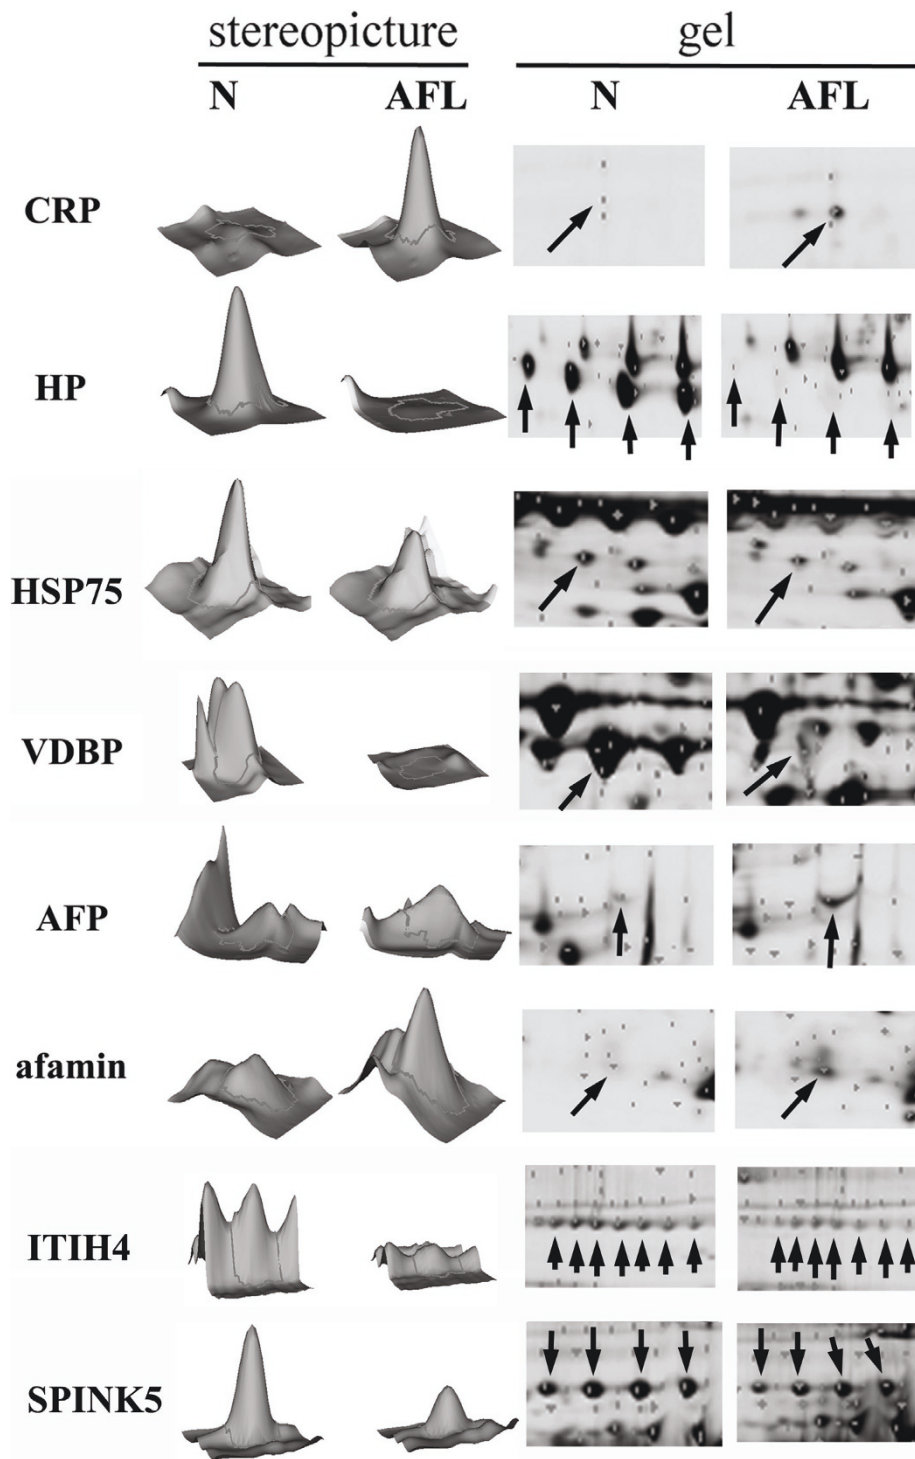 stereopicture gel
N AFL N AFL
CRP
HP
HSP75
VDBP
AFP
afamin
ITIH4
SPINK5